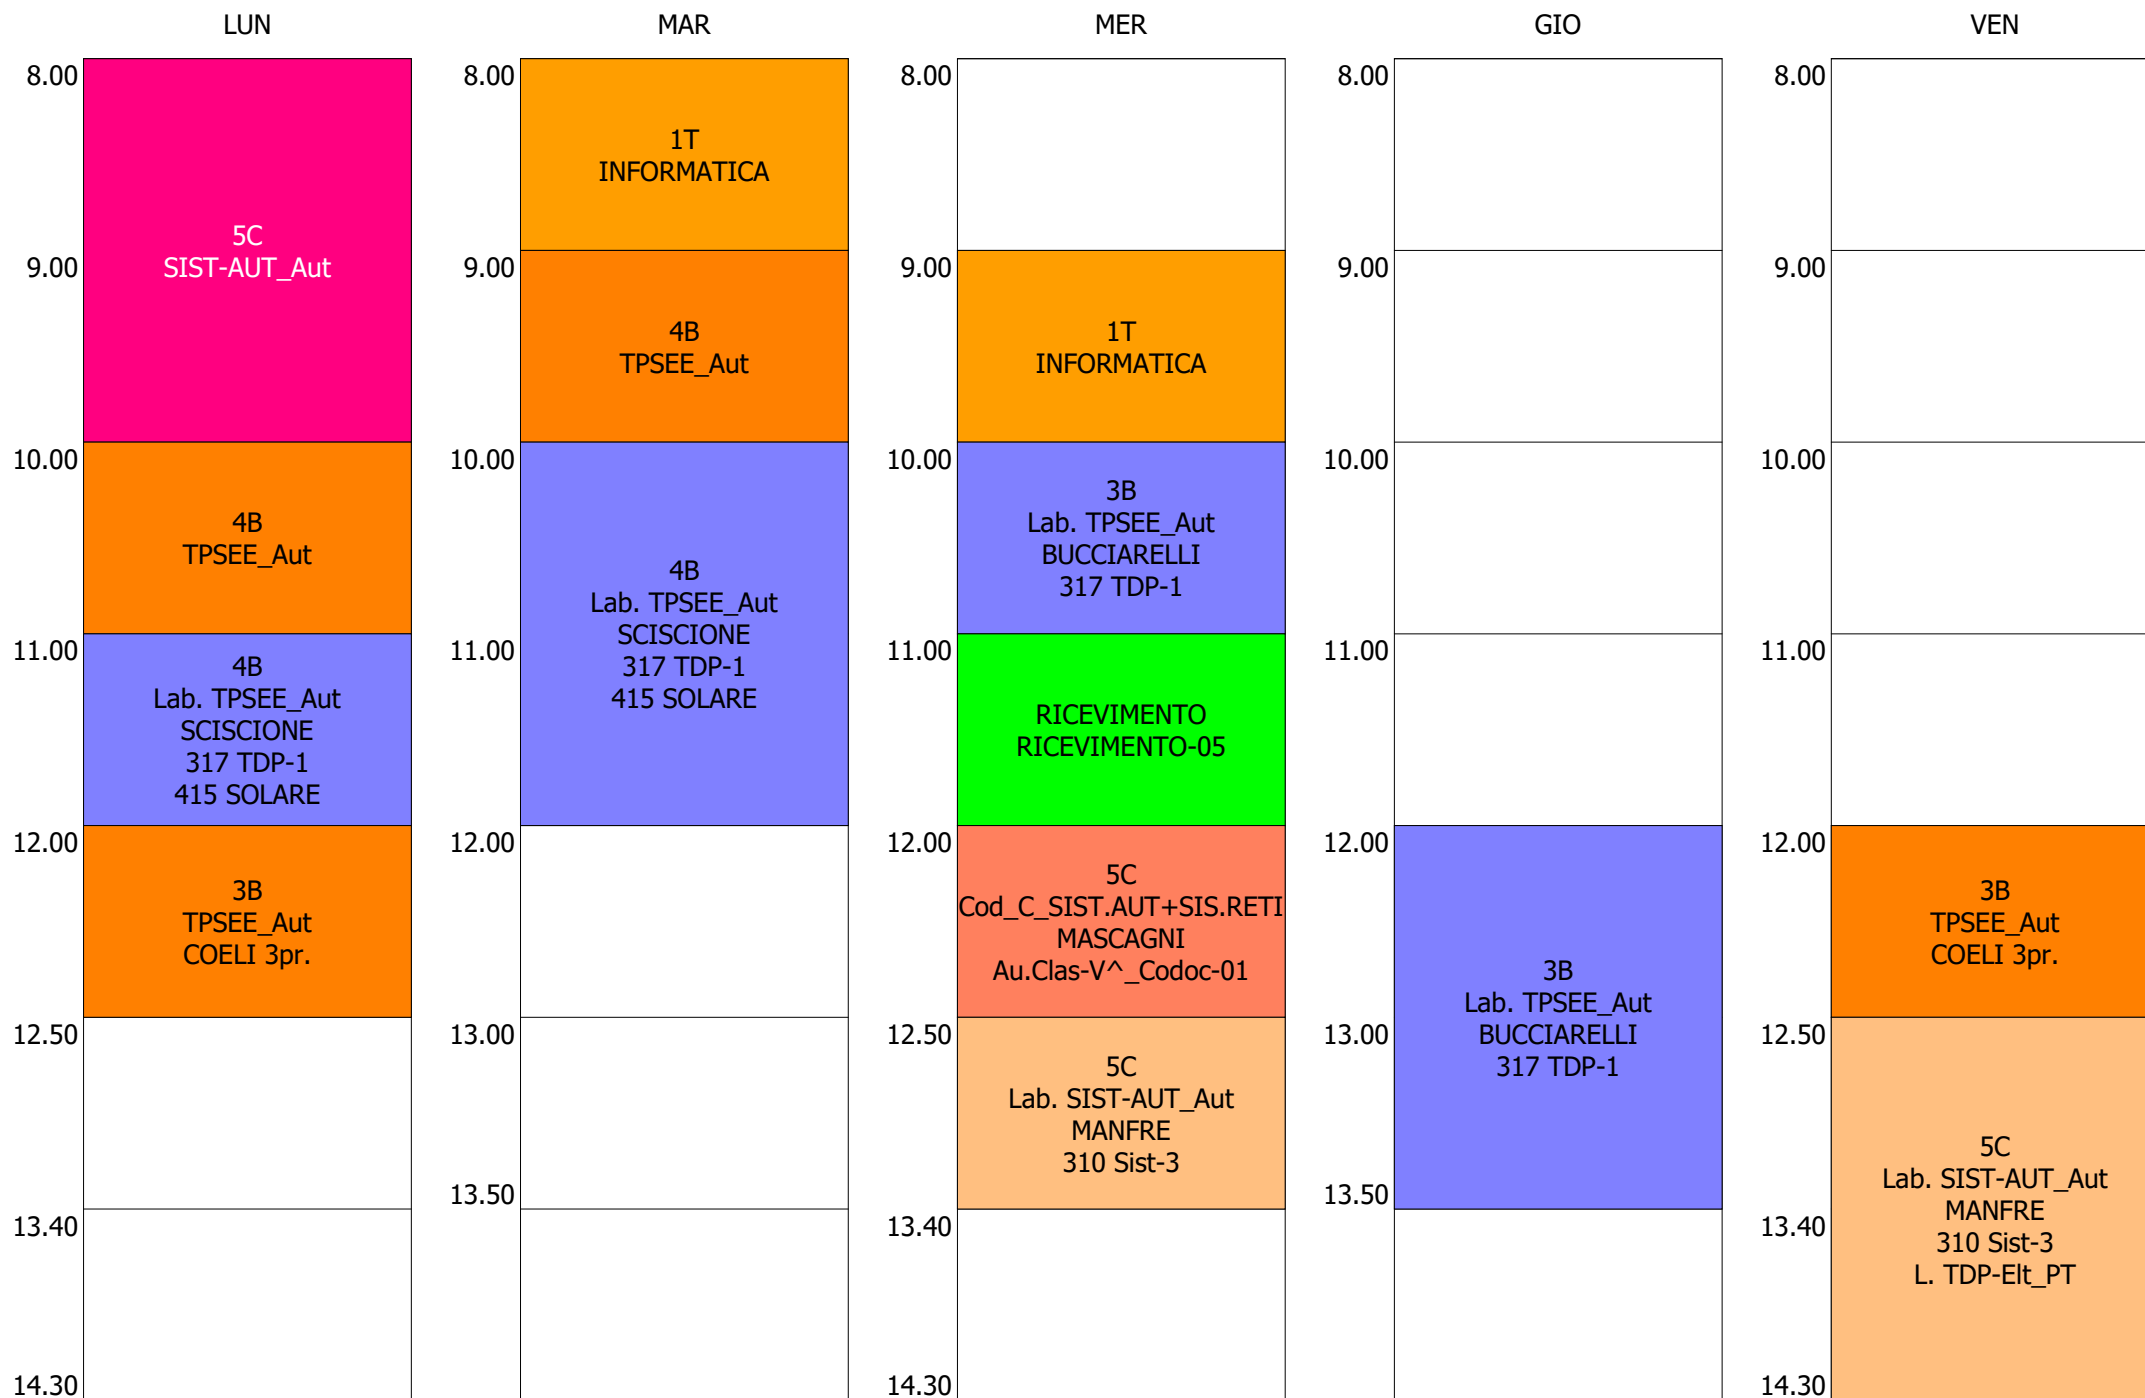 LUN
8.00
5C
SIST-AUT_Aut
9.00
10.00
4B
TPSEE_Aut
11.00
4B
Lab. TPSEE_Aut
SCISCIONE
317 TDP-1
415 SOLARE
12.00
3B
TPSEE_Aut
COELI 3pr.
12.50
13.40
14.30
MAR
8.00
1T
INFORMATICA
9.00
4B
TPSEE_Aut
10.00
4B
Lab. TPSEE_Aut
SCISCIONE
317 TDP-1
415 SOLARE
11.00
12.00
13.00
13.50
MER
8.00
9.00
1T
INFORMATICA
10.00
3B
Lab. TPSEE_Aut
BUCCIARELLI
317 TDP-1
11.00
RICEVIMENTO
RICEVIMENTO-05
12.00
5C
Cod_C_SIST.AUT+SIS.RETI
MASCAGNI
Au.Clas-V^_Codoc-01
12.50
5C
Lab. SIST-AUT_Aut
MANFRE
310 Sist-3
13.40
14.30
GIO
8.00
9.00
10.00
11.00
12.00
3B
Lab. TPSEE_Aut
BUCCIARELLI
317 TDP-1
13.00
13.50
VEN
8.00
9.00
10.00
11.00
12.00
3B
TPSEE_Aut
COELI 3pr.
12.50
5C
Lab. SIST-AUT_Aut
MANFRE
310 Sist-3
L. TDP-Elt_PT
13.40
14.30